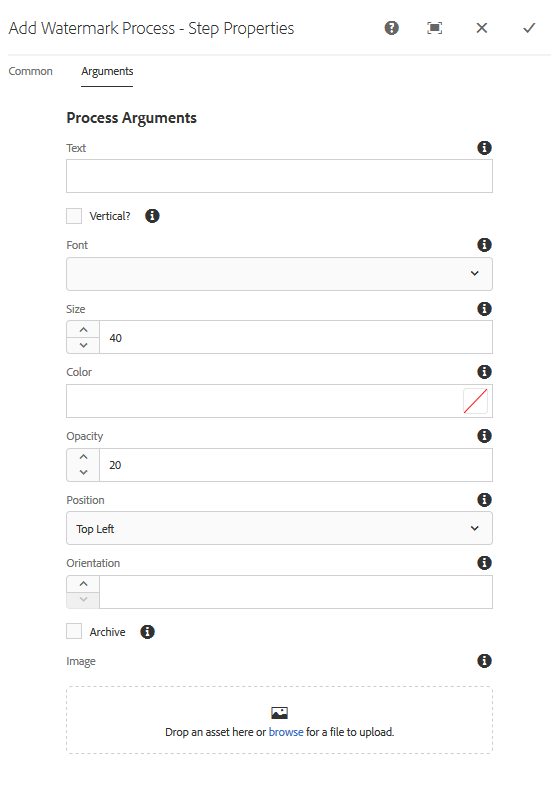 Add Watermark Process - Step Properties
Common Arguments
Process Arguments
Text
Vertical?
Font
Size
40
Color
Opacity
20
Position
Top Left
Orientation
Archive
Image
Drop an asset here or browse for a file to upload.